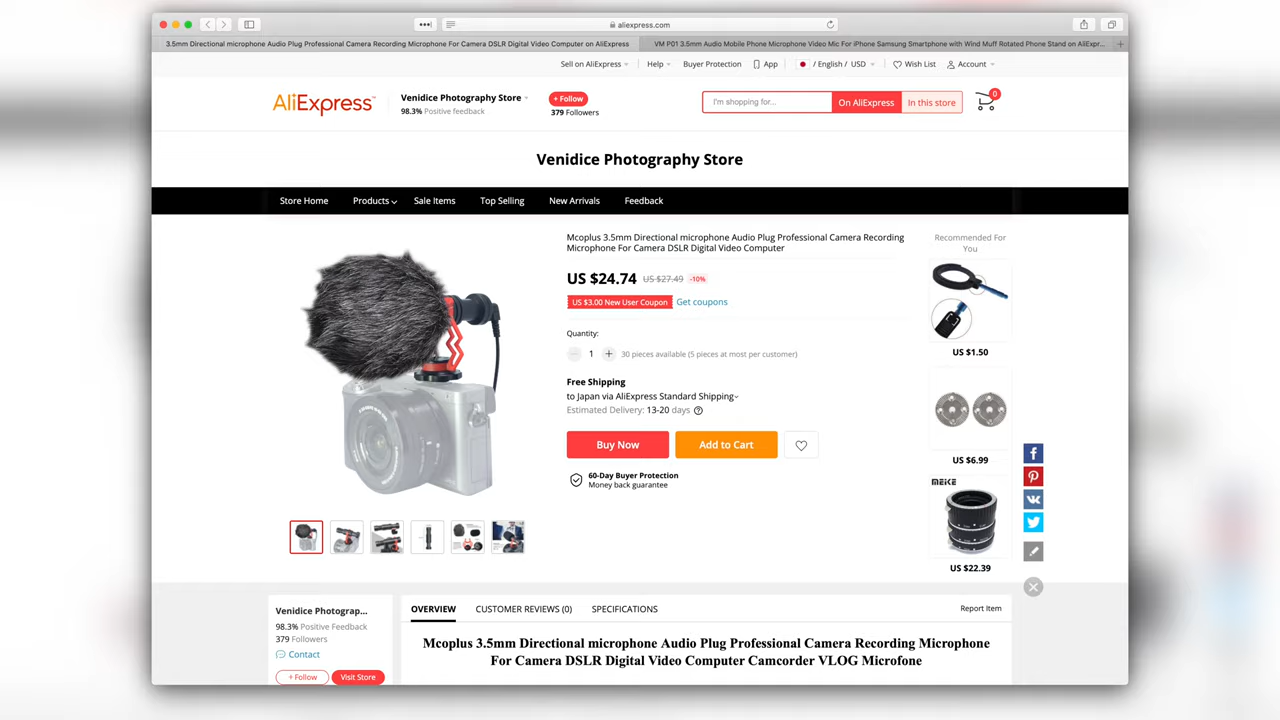 aliexpress.com
3.5mm Directional microphone Audio Plug Professional Camera Recording Microphone For Camera DSLR Digital Video Computer on AliExpress
VM P01 3.5mm Audio Mobile Phone Microphone Video Mic For iPhone Samsung Smartphone with Wind Muff Rotated Phone Stand on AliExpr...
Sell on AliExpress
Help
Buyer Protection
App
/ English / USD
Wish List
Account
AliExpress™
Venidice Photography Store
98.3% Positive feedback
+ Follow
379 Followers
I'm shopping for...
On AliExpress
In this store
0
Venidice Photography Store
Store Home
Products
Sale Items
Top Selling
New Arrivals
Feedback
Mcoplus 3.5mm Directional microphone Audio Plug Professional Camera Recording
Microphone For Camera DSLR Digital Video Computer
US $24.74 US $27.49 -10%
US $3.00 New User Coupon Get coupons
Quantity:
1
30 pieces available (5 pieces at most per customer)
Free Shipping
to Japan via AliExpress Standard Shipping
Estimated Delivery: 13-20 days
Buy Now
Add to Cart
60-Day Buyer Protection
Money back guarantee
Recommended For
You
US $1.50
US $6.99
MEIKE
US $22.39
Venidice Photograp...
98.3% Positive Feedback
379 Followers
Contact
+ Follow
Visit Store
OVERVIEW
CUSTOMER REVIEWS (0)
SPECIFICATIONS
Report Item
Mcoplus 3.5mm Directional microphone Audio Plug Professional Camera Recording Microphone
For Camera DSLR Digital Video Computer Camcorder VLOG Microfone